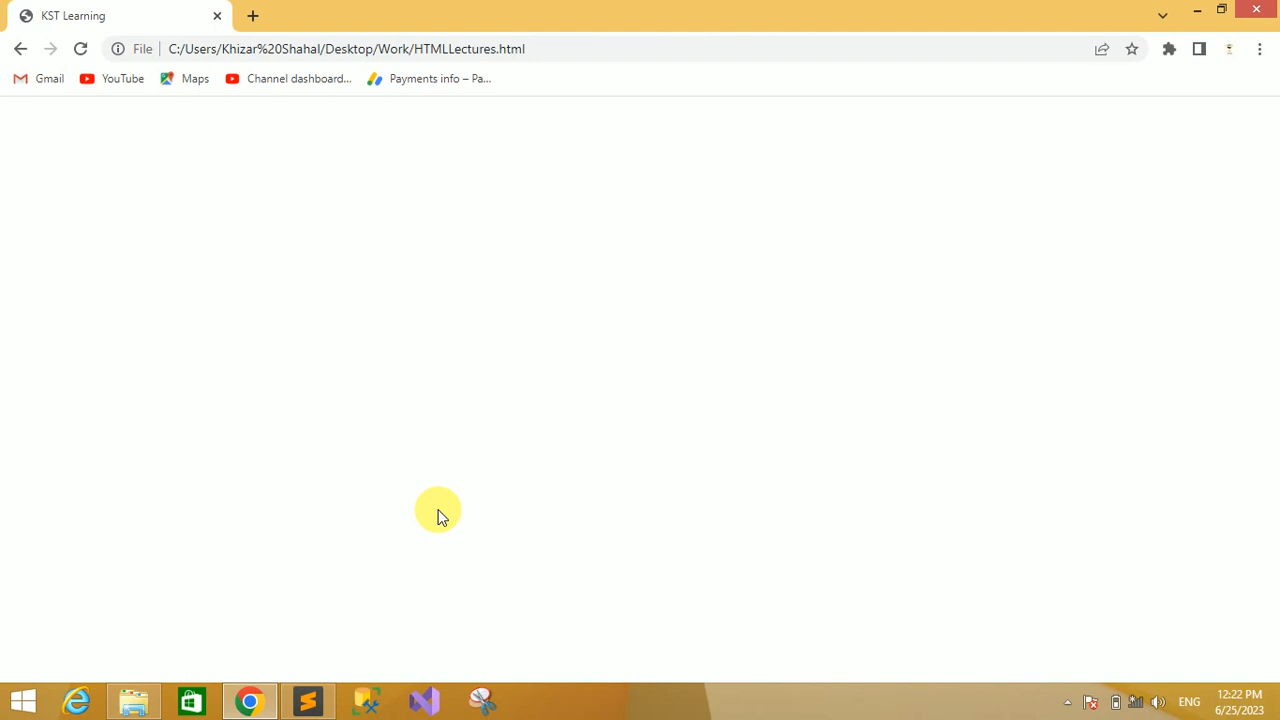 KST Learning
File C:/Users/Khizar%20Shahal/Desktop/Work/HTMLLectures.html
Gmail YouTube Maps Channel dashboard... Payments info – Pa...
ENG
12:22 PM
6/25/2023